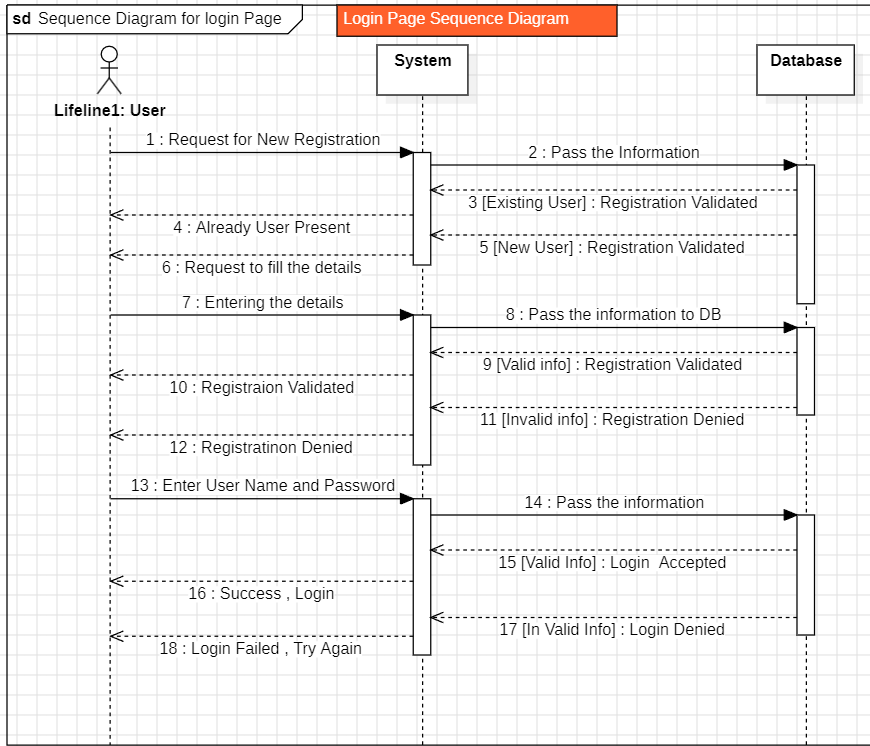 sd Sequence Diagram for login Page
Login Page Sequence Diagram
System
Database
Lifeline1: User
1 : Request for New Registration
2 : Pass the Information
3 [Existing User] : Registration Validated
4 : Already User Present
5 [New User] : Registration Validated
6 : Request to fill the details
7 : Entering the details
8 : Pass the information to DB
9 [Valid info] : Registration Validated
10 : Registraion Validated
11 [Invalid info] : Registration Denied
12 : Registratinon Denied
13 : Enter User Name and Password
14 : Pass the information
15 [Valid Info] : Login  Accepted
16 : Success , Login
17 [In Valid Info] : Login Denied
18 : Login Failed , Try Again